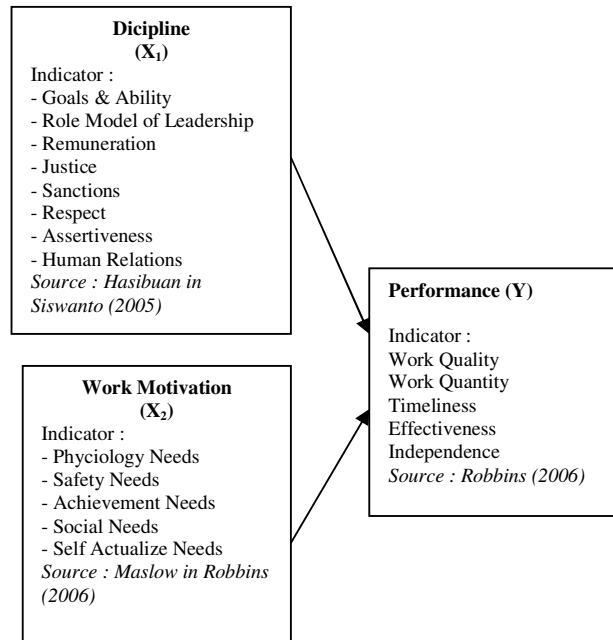 Dicipline
(X₁)
Indicator :
- Goals & Ability
- Role Model of Leadership
- Remuneration
- Justice
- Sanctions
- Respect
- Assertiveness
- Human Relations
Source : Hasibuan in
Siswanto (2005)
Work Motivation
(X₂)
Indicator :
- Phyciology Needs
- Safety Needs
- Achievement Needs
- Social Needs
- Self Actualize Needs
Source : Maslow in Robbins
(2006)
Performance (Y)
Indicator :
Work Quality
Work Quantity
Timeliness
Effectiveness
Independence
Source : Robbins (2006)